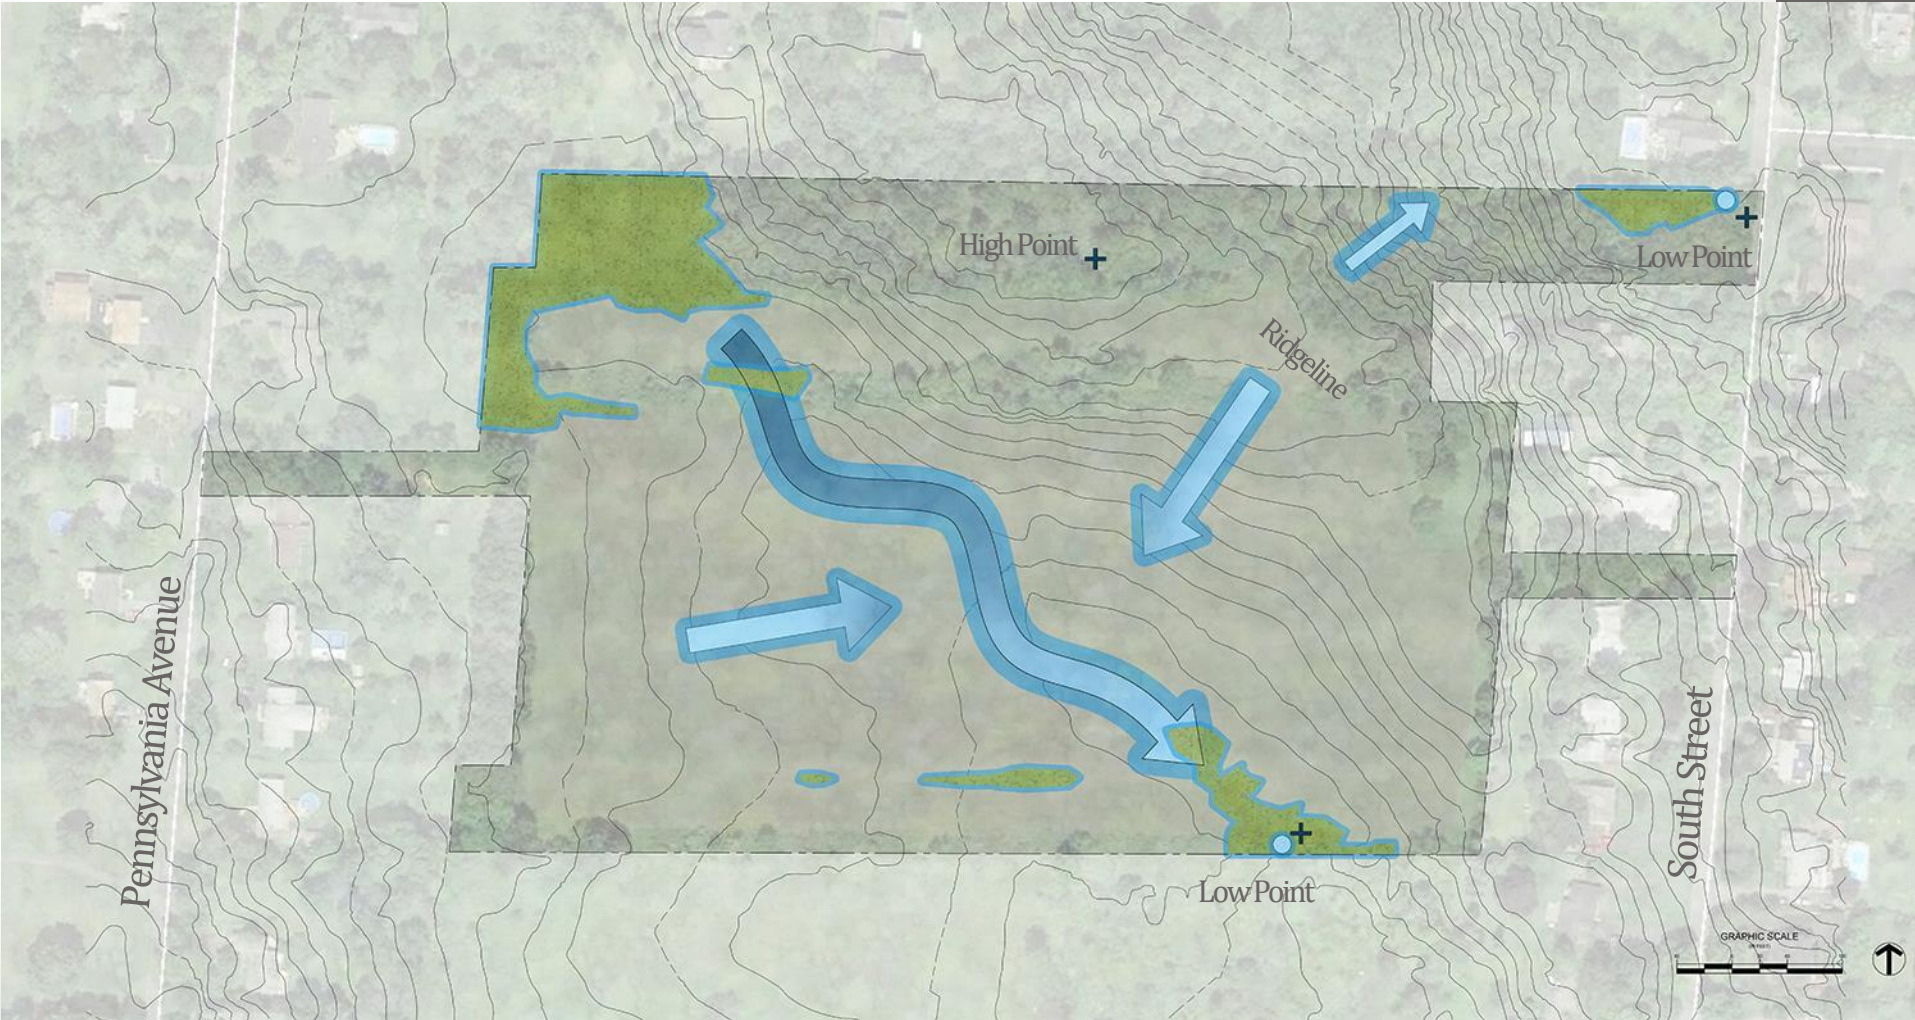 High Point
Low Point
Ridgeline
Pennsylvania Avenue
South Street
Low Point
GRAPHIC SCALE